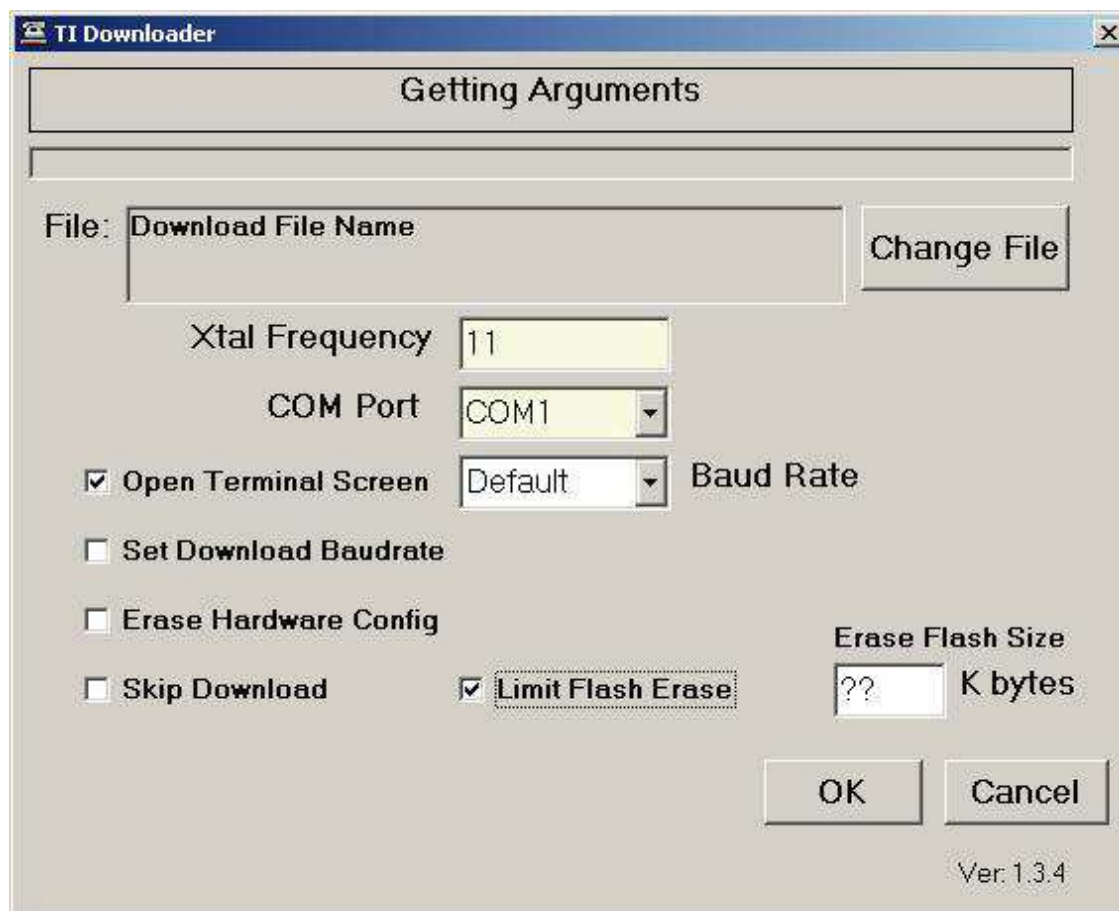 TI Downloader
Getting Arguments
File: Download File Name
Change File
Xtal Frequency 11
COM Port COM1
Open Terminal Screen Default Baud Rate
Set Download Baudrate
Erase Hardware Config
Erase Flash Size
Skip Download Limit Flash Erase ?? K bytes
OK Cancel
Ver: 1.3.4